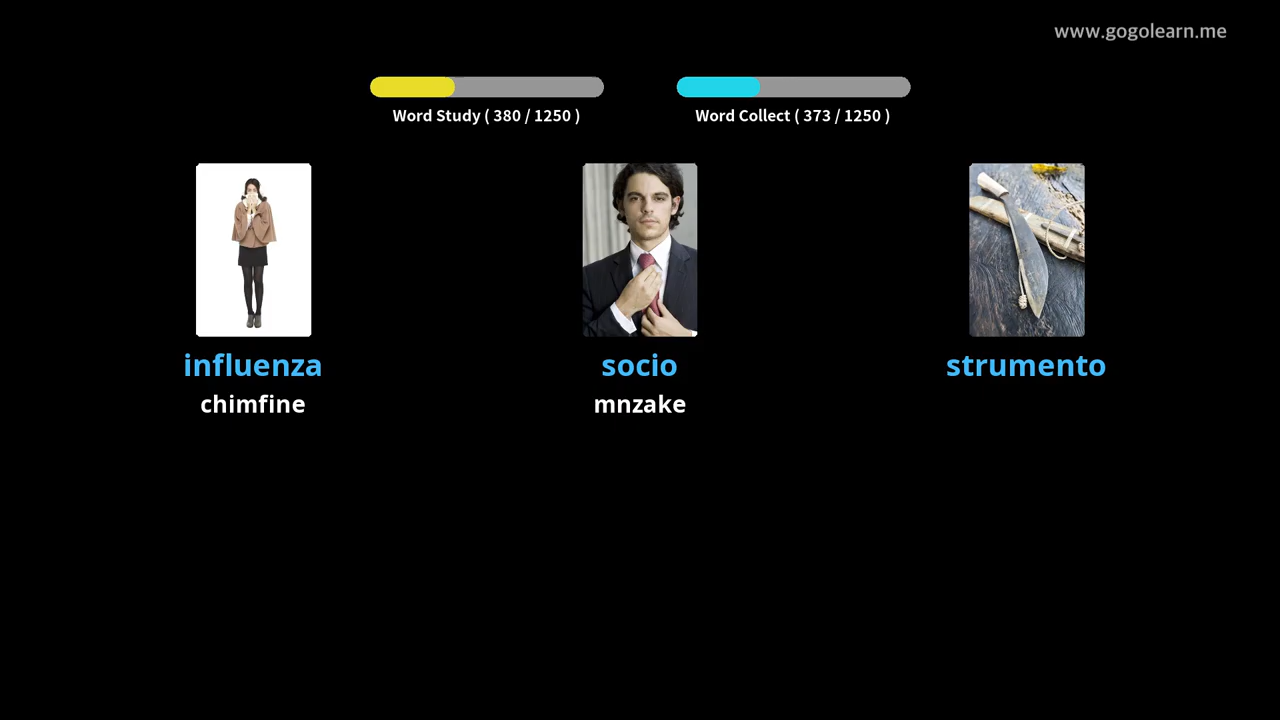 www.gogolearn.me
Word Study ( 380 / 1250 )
Word Collect ( 373 / 1250 )
influenza
chimfine
socio
mnzake
strumento